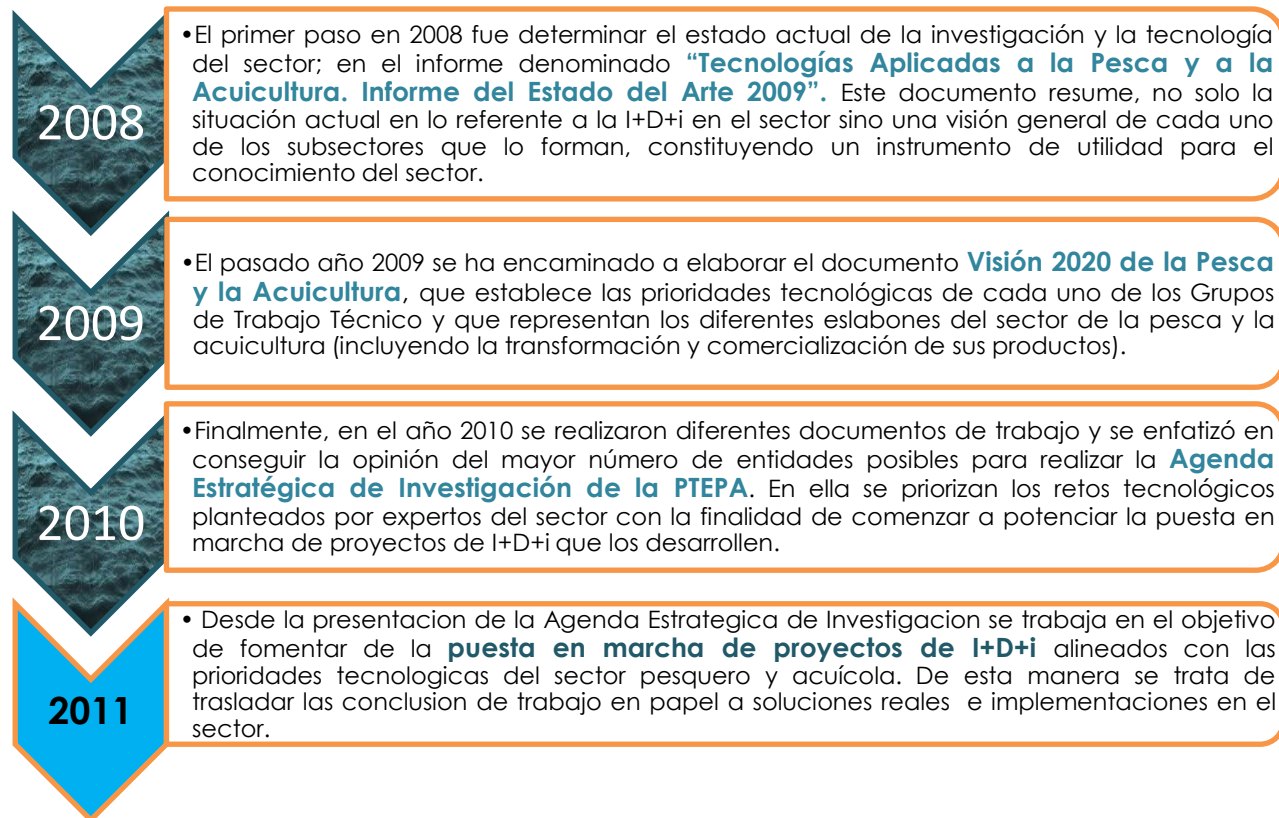 2008
•El primer paso en 2008 fue determinar el estado actual de la investigación y la tecnología
del sector; en el informe denominado “Tecnologías Aplicadas a la Pesca y a la
Acuicultura. Informe del Estado del Arte 2009”. Este documento resume, no solo la
situación actual en lo referente a la I+D+i en el sector sino una visión general de cada uno
de los subsectores que lo forman, constituyendo un instrumento de utilidad para el
conocimiento del sector.
2009
•El pasado año 2009 se ha encaminado a elaborar el documento Visión 2020 de la Pesca
y la Acuicultura, que establece las prioridades tecnológicas de cada uno de los Grupos
de Trabajo Técnico y que representan los diferentes eslabones del sector de la pesca y la
acuicultura (incluyendo la transformación y comercialización de sus productos).
2010
•Finalmente, en el año 2010 se realizaron diferentes documentos de trabajo y se enfatizó en
conseguir la opinión del mayor número de entidades posibles para realizar la Agenda
Estratégica de Investigación de la PTEPA. En ella se priorizan los retos tecnológicos
planteados por expertos del sector con la finalidad de comenzar a potenciar la puesta en
marcha de proyectos de I+D+i que los desarrollen.
2011
• Desde la presentacion de la Agenda Estrategica de Investigacion se trabaja en el objetivo
de fomentar de la puesta en marcha de proyectos de I+D+i alineados con las
prioridades tecnologicas del sector pesquero y acuícola. De esta manera se trata de
trasladar las conclusion de trabajo en papel a soluciones reales e implementaciones en el
sector.